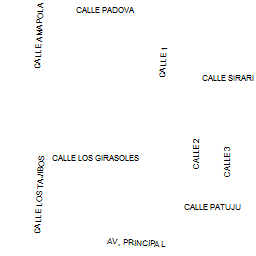 CALLE AMAPOLA
CALLE PADOVA
CALLE 1
CALLE SIRARI
CALLE 2
CALLE 3
CALLE LOS GIRASOLES
CALLE LOS TAJIBOS
CALLE PATUJU
AV. PRINCIPAL